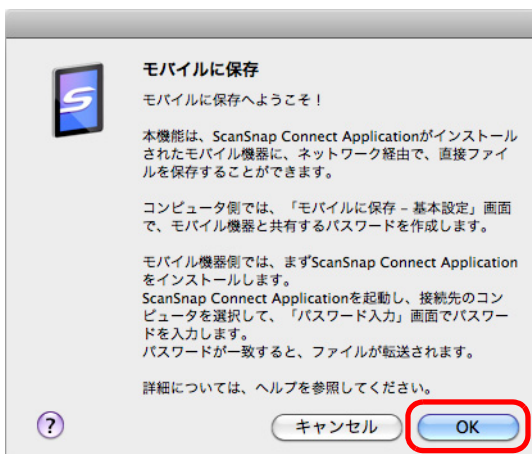 モバイルに保存
モバイルに保存へようこそ！
本機能は、ScanSnap Connect Applicationがインストール
されたモバイル機器に、ネットワーク経由で、直接ファイ
ルを保存することができます。
コンピュータ側では、「モバイルに保存 – 基本設定」画面
で、モバイル機器と共有するパスワードを作成します。
モバイル機器側では、まずScanSnap Connect Application
をインストールします。
ScanSnap Connect Applicationを起動し、接続先のコン
ピュータを選択して、「パスワード入力」画面でパスワー
ドを入力します。
パスワードが一致すると、ファイルが転送されます。
詳細については、ヘルプを参照してください。
? キャンセル OK